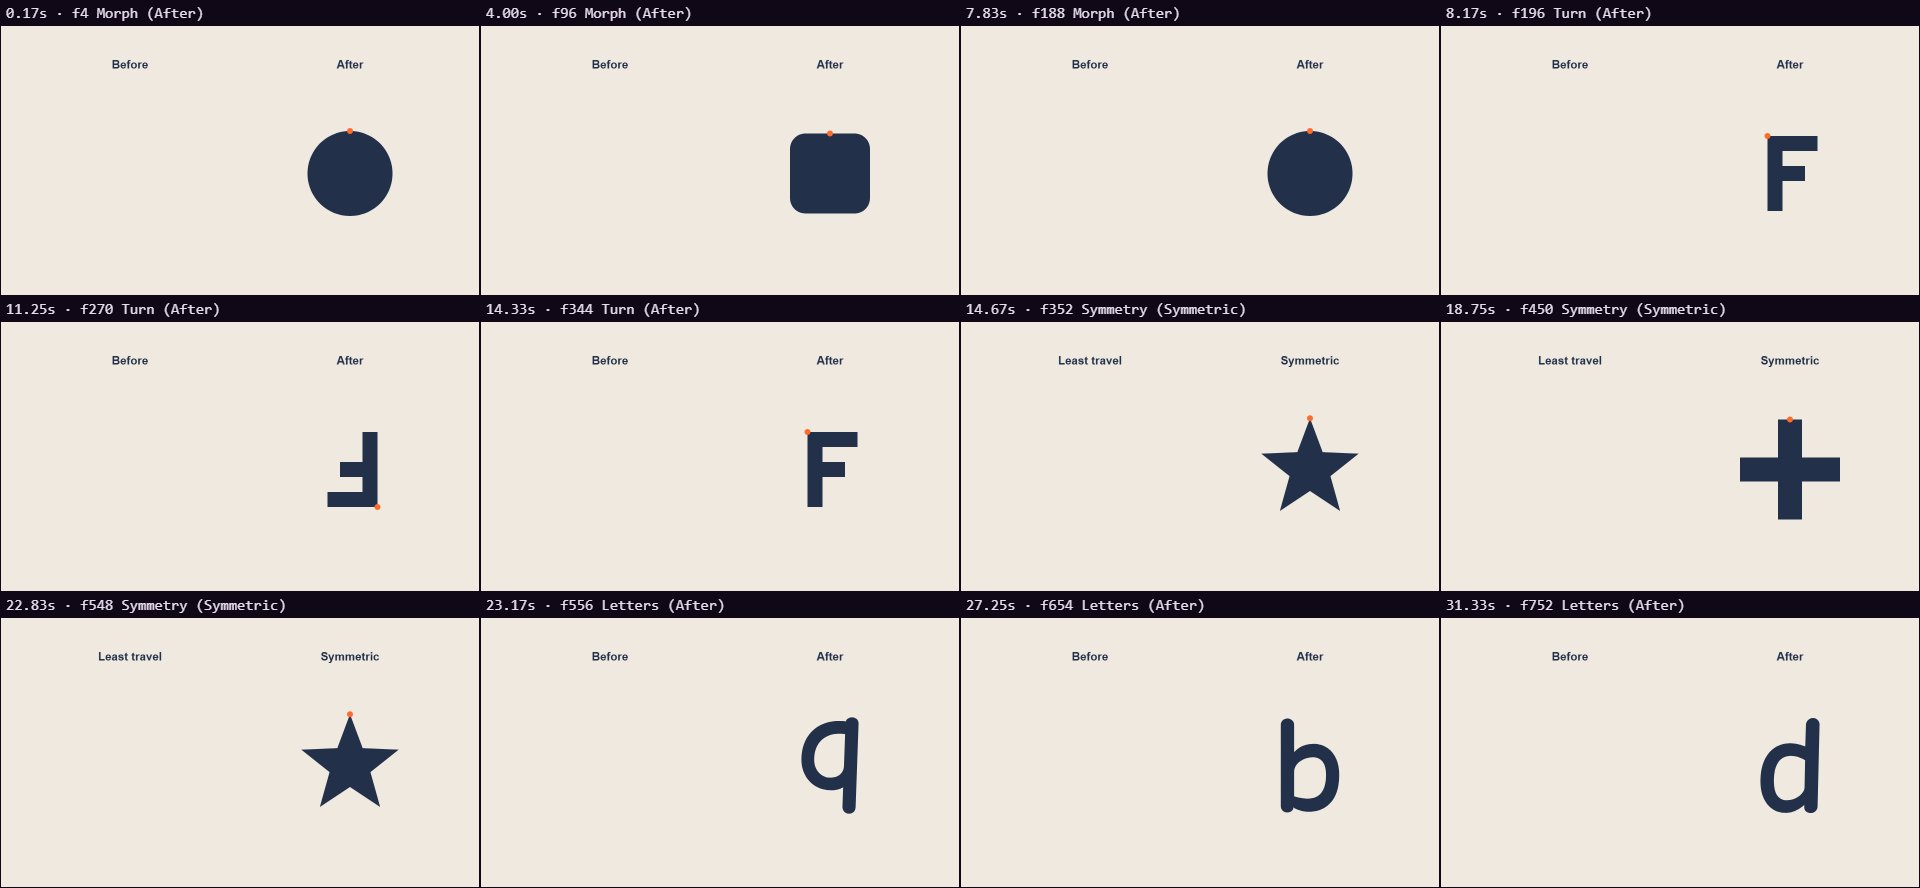 0.17s · f4 Morph (After)
Before After
4.00s · f96 Morph (After)
Before After
7.83s · f188 Morph (After)
Before After
8.17s · f196 Turn (After)
Before After
F
11.25s · f270 Turn (After)
Before After
14.33s · f344 Turn (After)
Before After
F
14.67s · f352 Symmetry (Symmetric)
Least travel Symmetric
18.75s · f450 Symmetry (Symmetric)
Least travel Symmetric
22.83s · f548 Symmetry (Symmetric)
Least travel Symmetric
23.17s · f556 Letters (After)
Before After
q
27.25s · f654 Letters (After)
Before After
b
31.33s · f752 Letters (After)
Before After
d